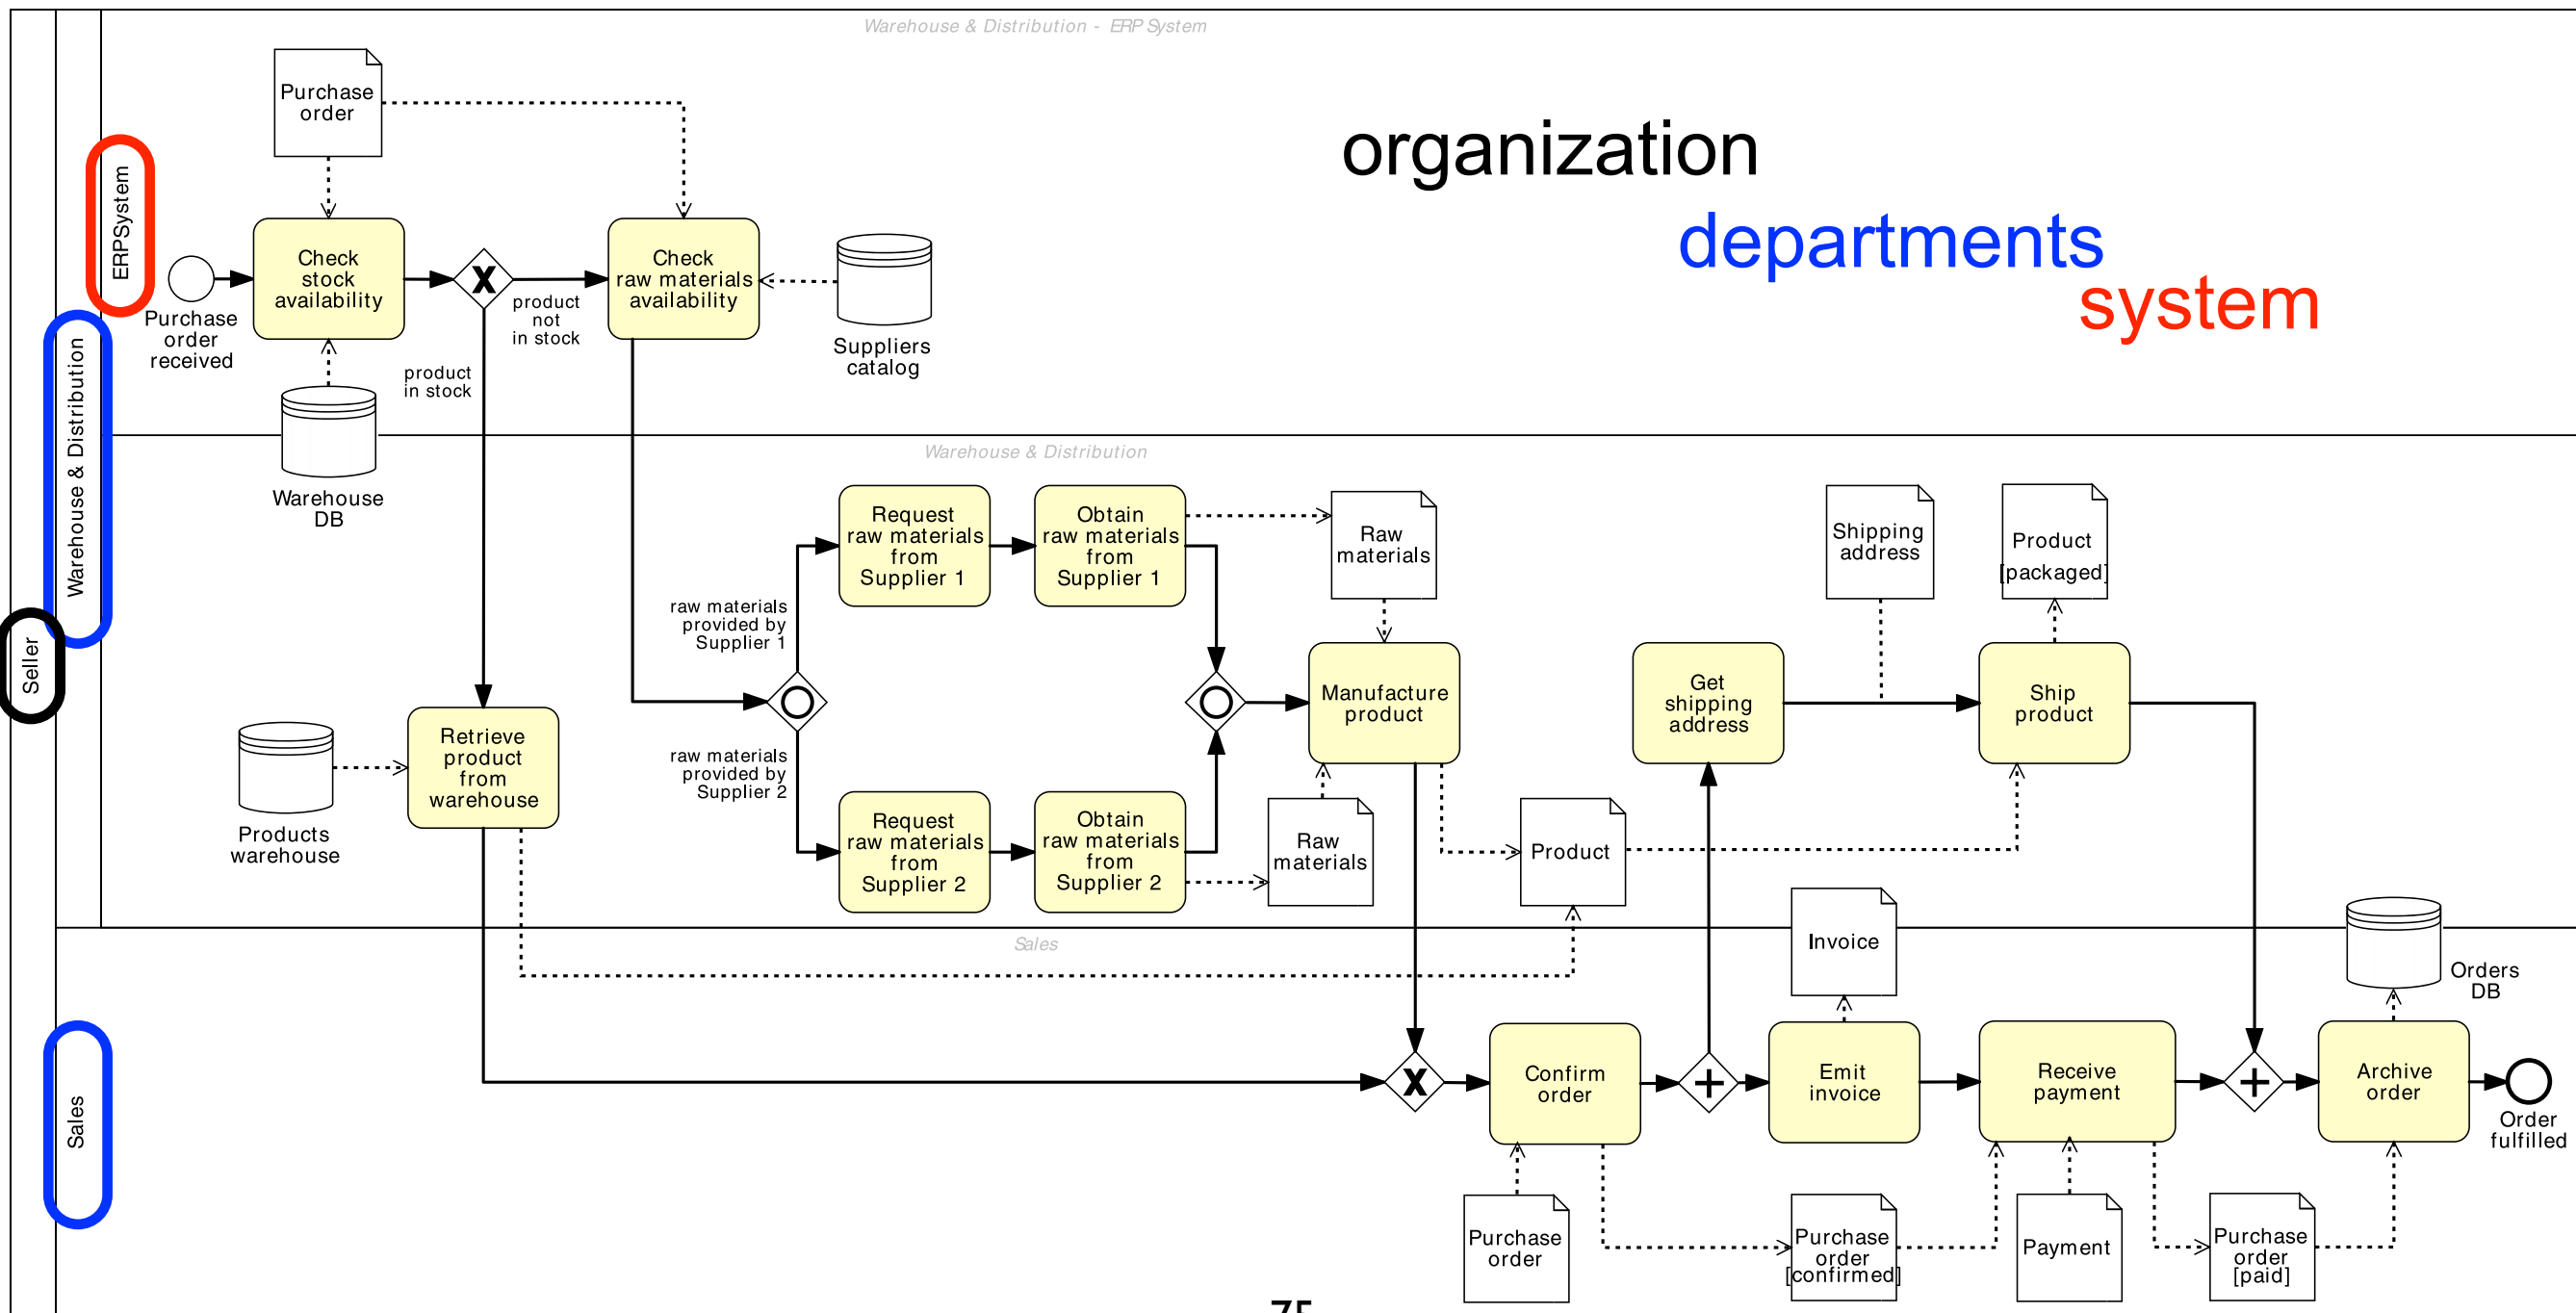 Warehouse & Distribution - ERP System
Purchase
order
organization
departments
system
ERPSystem
Check
stock
availability
X
product
not
in stock
Check
raw materials
availability
Suppliers
catalog
Purchase
order
received
product
in stock
Warehouse
DB
Warehouse & Distribution
Warehouse & Distribution
Request
raw materials
from
Supplier 1
Obtain
raw materials
from
Supplier 1
Raw
materials
Shipping
address
Product
[packaged]
raw materials
provided by
Supplier 1
Seller
Manufacture
product
Get
shipping
address
Ship
product
Retrieve
product
from
warehouse
Products
warehouse
raw materials
provided by
Supplier 2
Request
raw materials
from
Supplier 2
Obtain
raw materials
from
Supplier 2
Raw
materials
Product
Sales
Invoice
Orders
DB
Sales
X
Confirm
order
+
Emit
invoice
Receive
payment
+
Archive
order
Order
fulfilled
Purchase
order
Purchase
order
[confirmed]
Payment
Purchase
order
[paid]
75